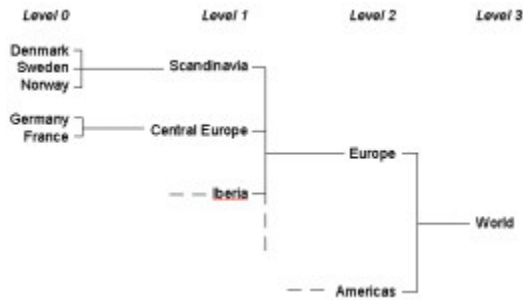 Level 0 Level 1 Level 2 Level 3
Denmark
Sweden
Norway
Scandinavia
Germany
France
Central Europe
Europe
Iberia
World
Americas